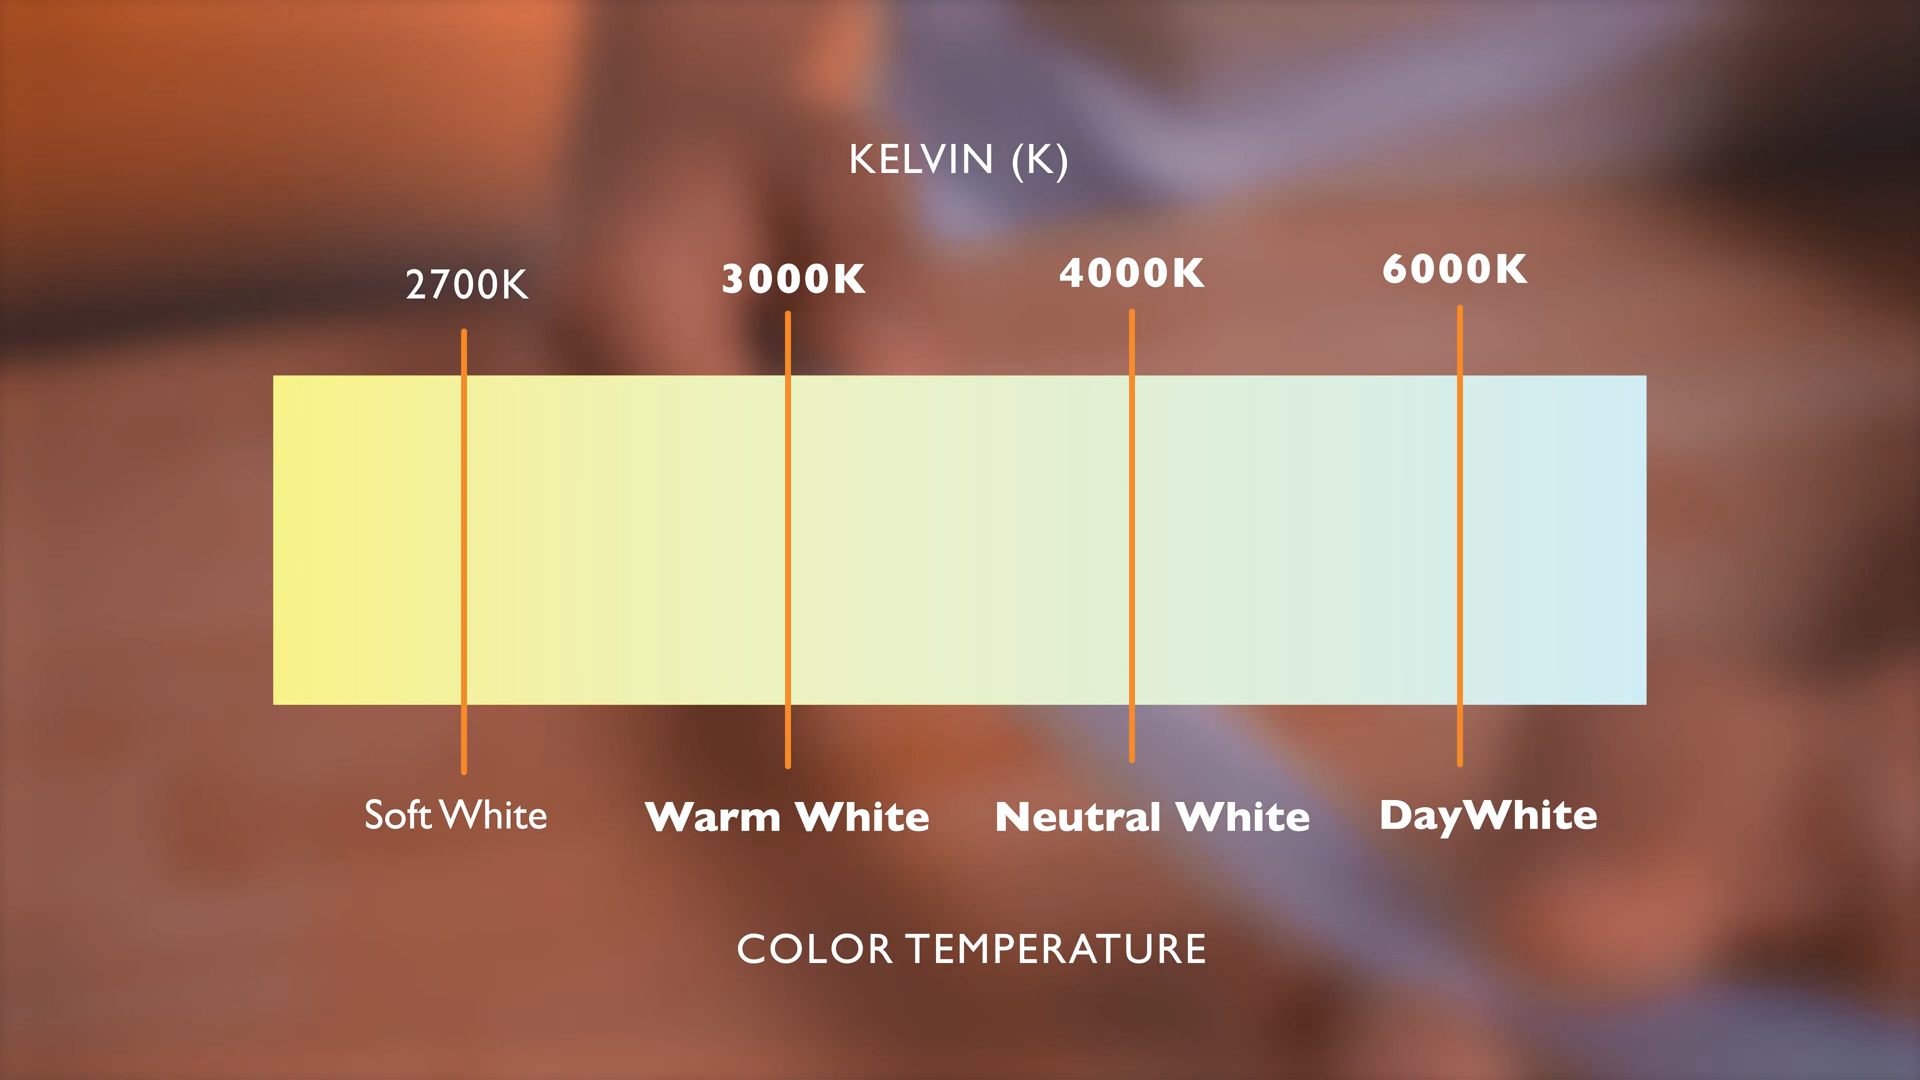 KELVIN (K)
2700K 3000K 4000K 6000K
Soft White Warm White Neutral White DayWhite
COLOR TEMPERATURE